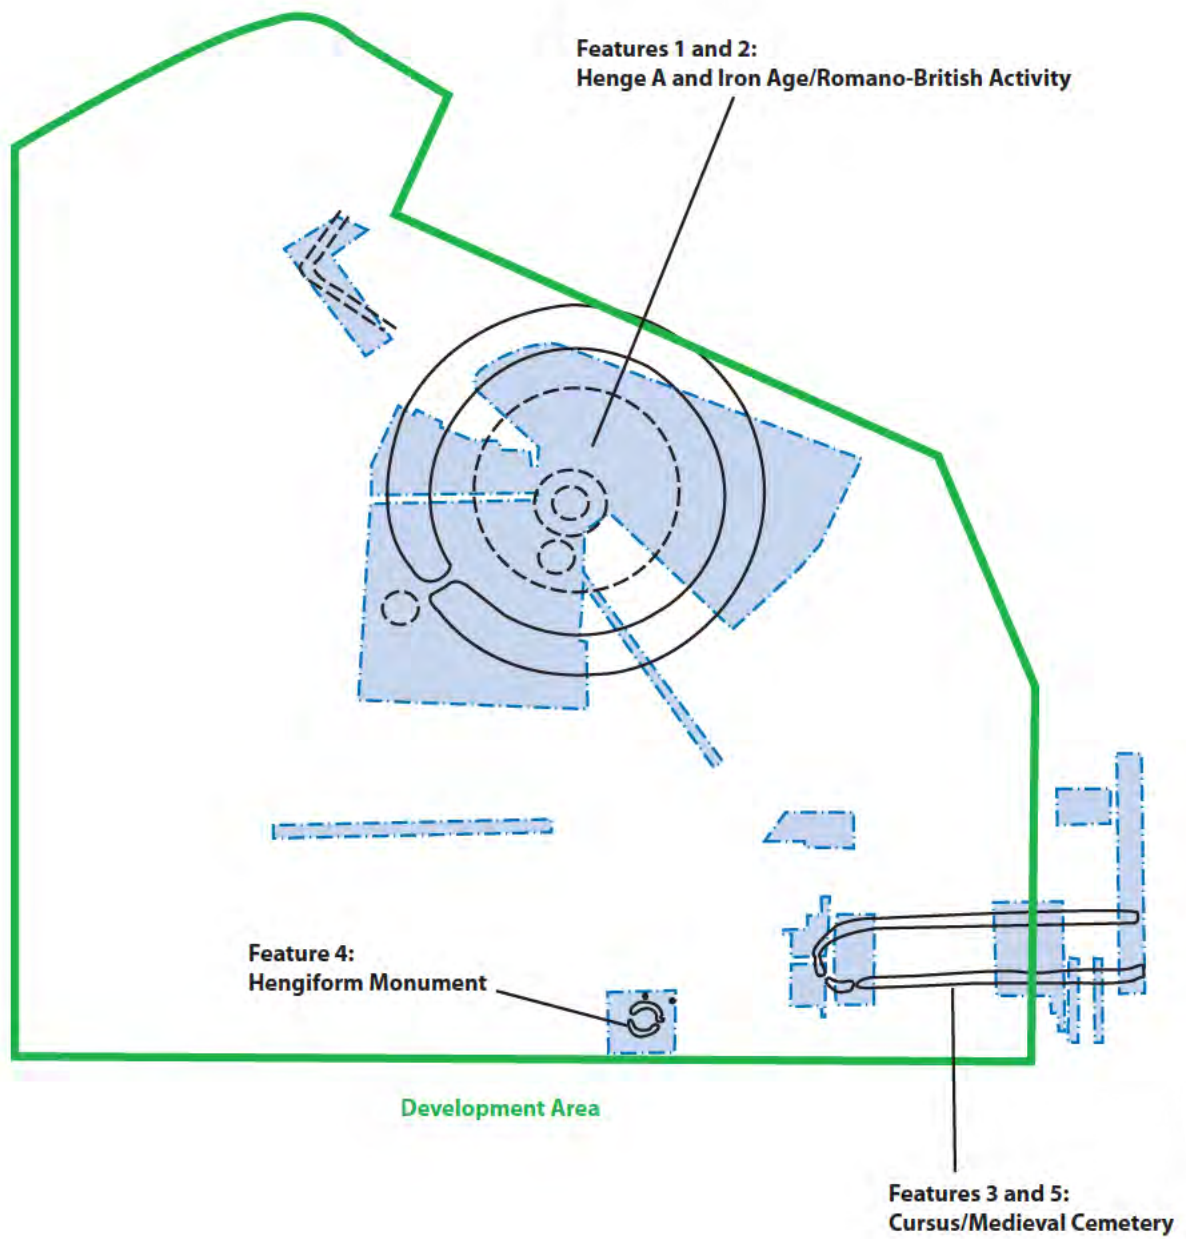 Features 1 and 2:
Henge A and Iron Age/Romano-British Activity
Feature 4:
Hengiform Monument
Development Area
Features 3 and 5:
Cursus/Medieval Cemetery